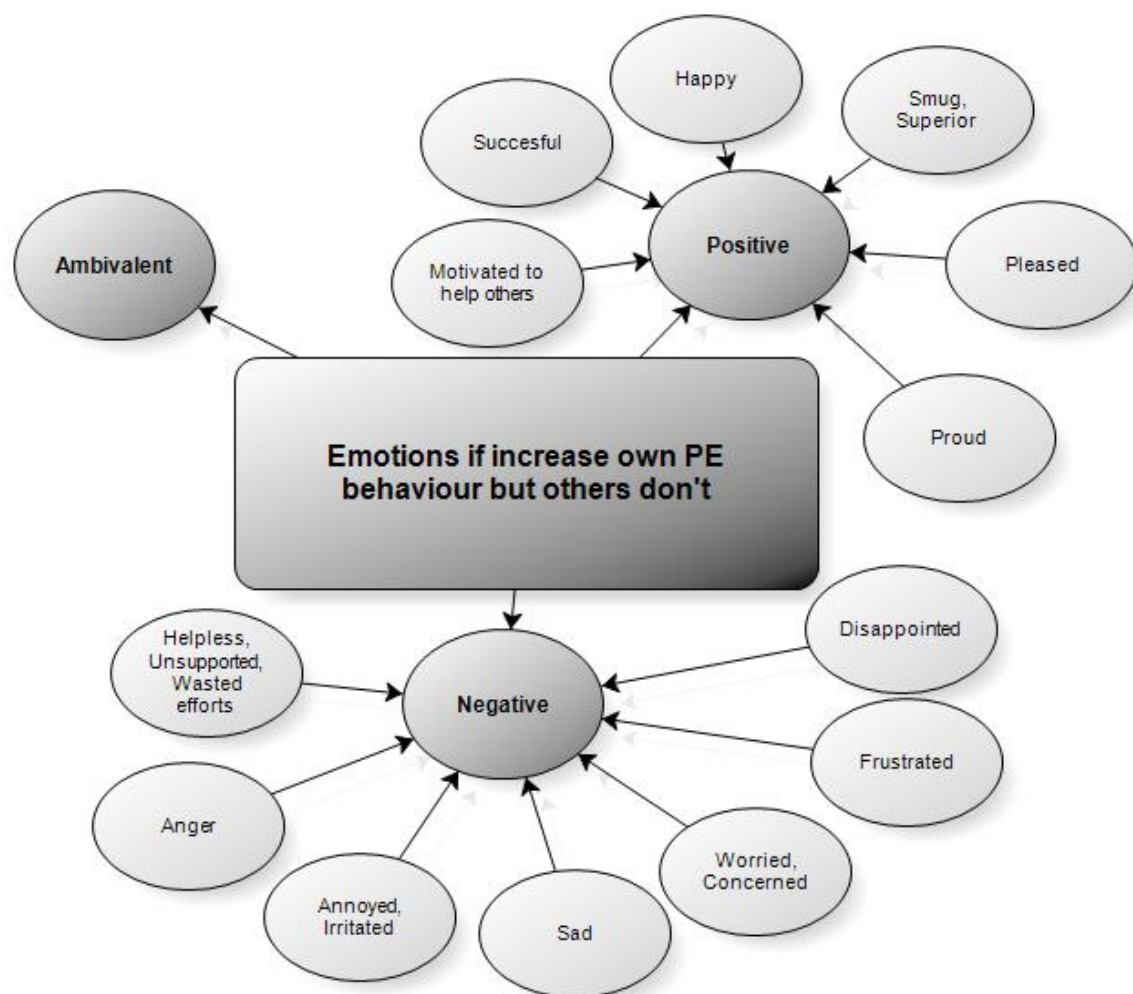 Happy
Smug,
Superior
Succesful
Ambivalent
Positive
Motivated to
help others
Pleased
Emotions if increase own PE
behaviour but others don't
Proud
Helpless,
Unsupported,
Wasted
efforts
Negative
Disappointed
Frustrated
Anger
Annoyed,
Irritated
Sad
Worried,
Concerned